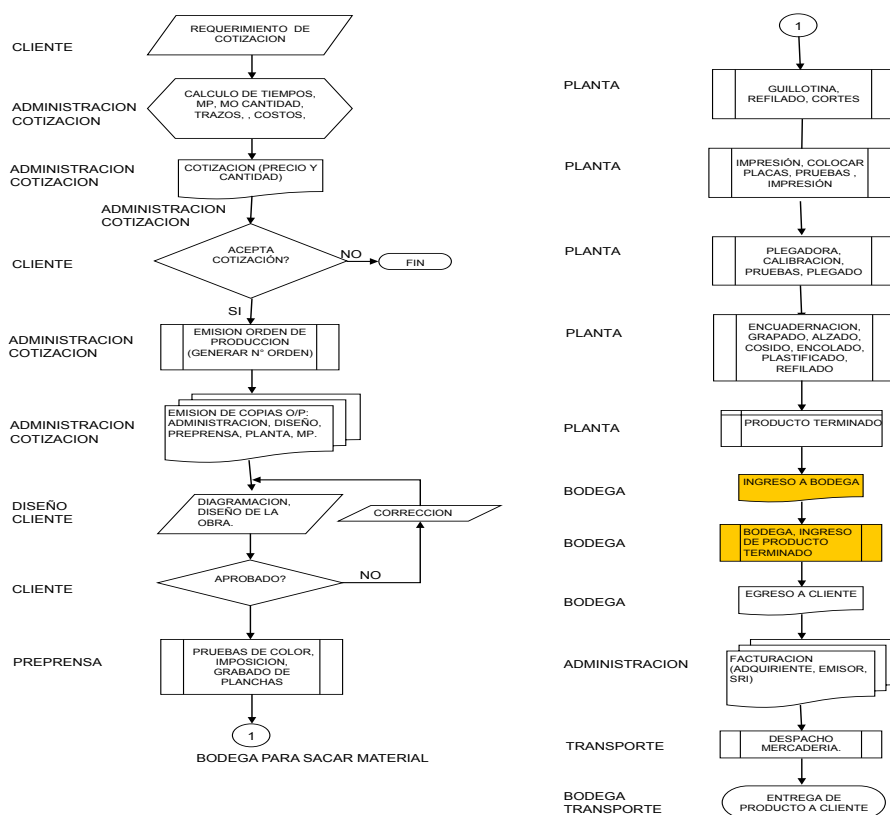 CLIENTE
REQUERIMIENTO DE
COTIZACION
ADMINISTRACION
COTIZACION
CALCULO DE TIEMPOS,
MP, MO CANTIDAD,
TRAZOS, , COSTOS,
ADMINISTRACION
COTIZACION
COTIZACION (PRECIO Y
CANTIDAD)
ADMINISTRACION
COTIZACION
CLIENTE
ACEPTA
COTIZACIÓN?
NO
FIN
SI
ADMINISTRACION
COTIZACION
EMISION ORDEN DE
PRODUCCION
(GENERAR N° ORDEN)
ADMINISTRACION
COTIZACION
EMISION DE COPIAS O/P:
ADMINISTRACION, DISEÑO,
PREPRENSA, PLANTA, MP.
DISEÑO
CLIENTE
DIAGRAMACION,
DISEÑO DE LA
OBRA.
CORRECCION
CLIENTE
APROBADO?
NO
PREPRENSA
PRUEBAS DE COLOR,
IMPOSICION,
GRABADO DE
PLANCHAS
1
BODEGA PARA SACAR MATERIAL
1
PLANTA
GUILLOTINA,
REFILADO, CORTES
PLANTA
IMPRESIÓN, COLOCAR
PLACAS, PRUEBAS ,
IMPRESIÓN
PLANTA
PLEGADORA,
CALIBRACION,
PRUEBAS, PLEGADO
PLANTA
ENCUADERNACION,
GRAPADO, ALZADO,
COSIDO, ENCOLADO,
PLASTIFICADO,
REFILADO
PLANTA
PRODUCTO TERMINADO
BODEGA
INGRESO A BODEGA
BODEGA
BODEGA, INGRESO
DE PRODUCTO
TERMINADO
BODEGA
EGRESO A CLIENTE
ADMINISTRACION
FACTURACION
(ADQUIRIENTE, EMISOR,
SRI)
TRANSPORTE
DESPACHO
MERCADERIA.
BODEGA
TRANSPORTE
ENTREGA DE
PRODUCTO A CLIENTE